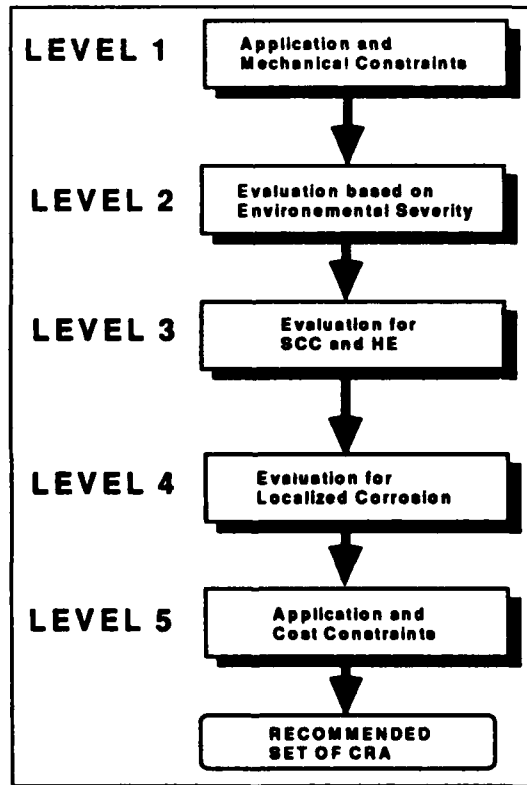 LEVEL 1
Application and
Mechanical Constraints
LEVEL 2
Evaluation based on
Environemental Severity
LEVEL 3
Evaluation for
SCC and HE
LEVEL 4
Evaluation for
Localized Corrosion
LEVEL 5
Application and
Cost Constraints
RECOMMENDED
SET OF CRA